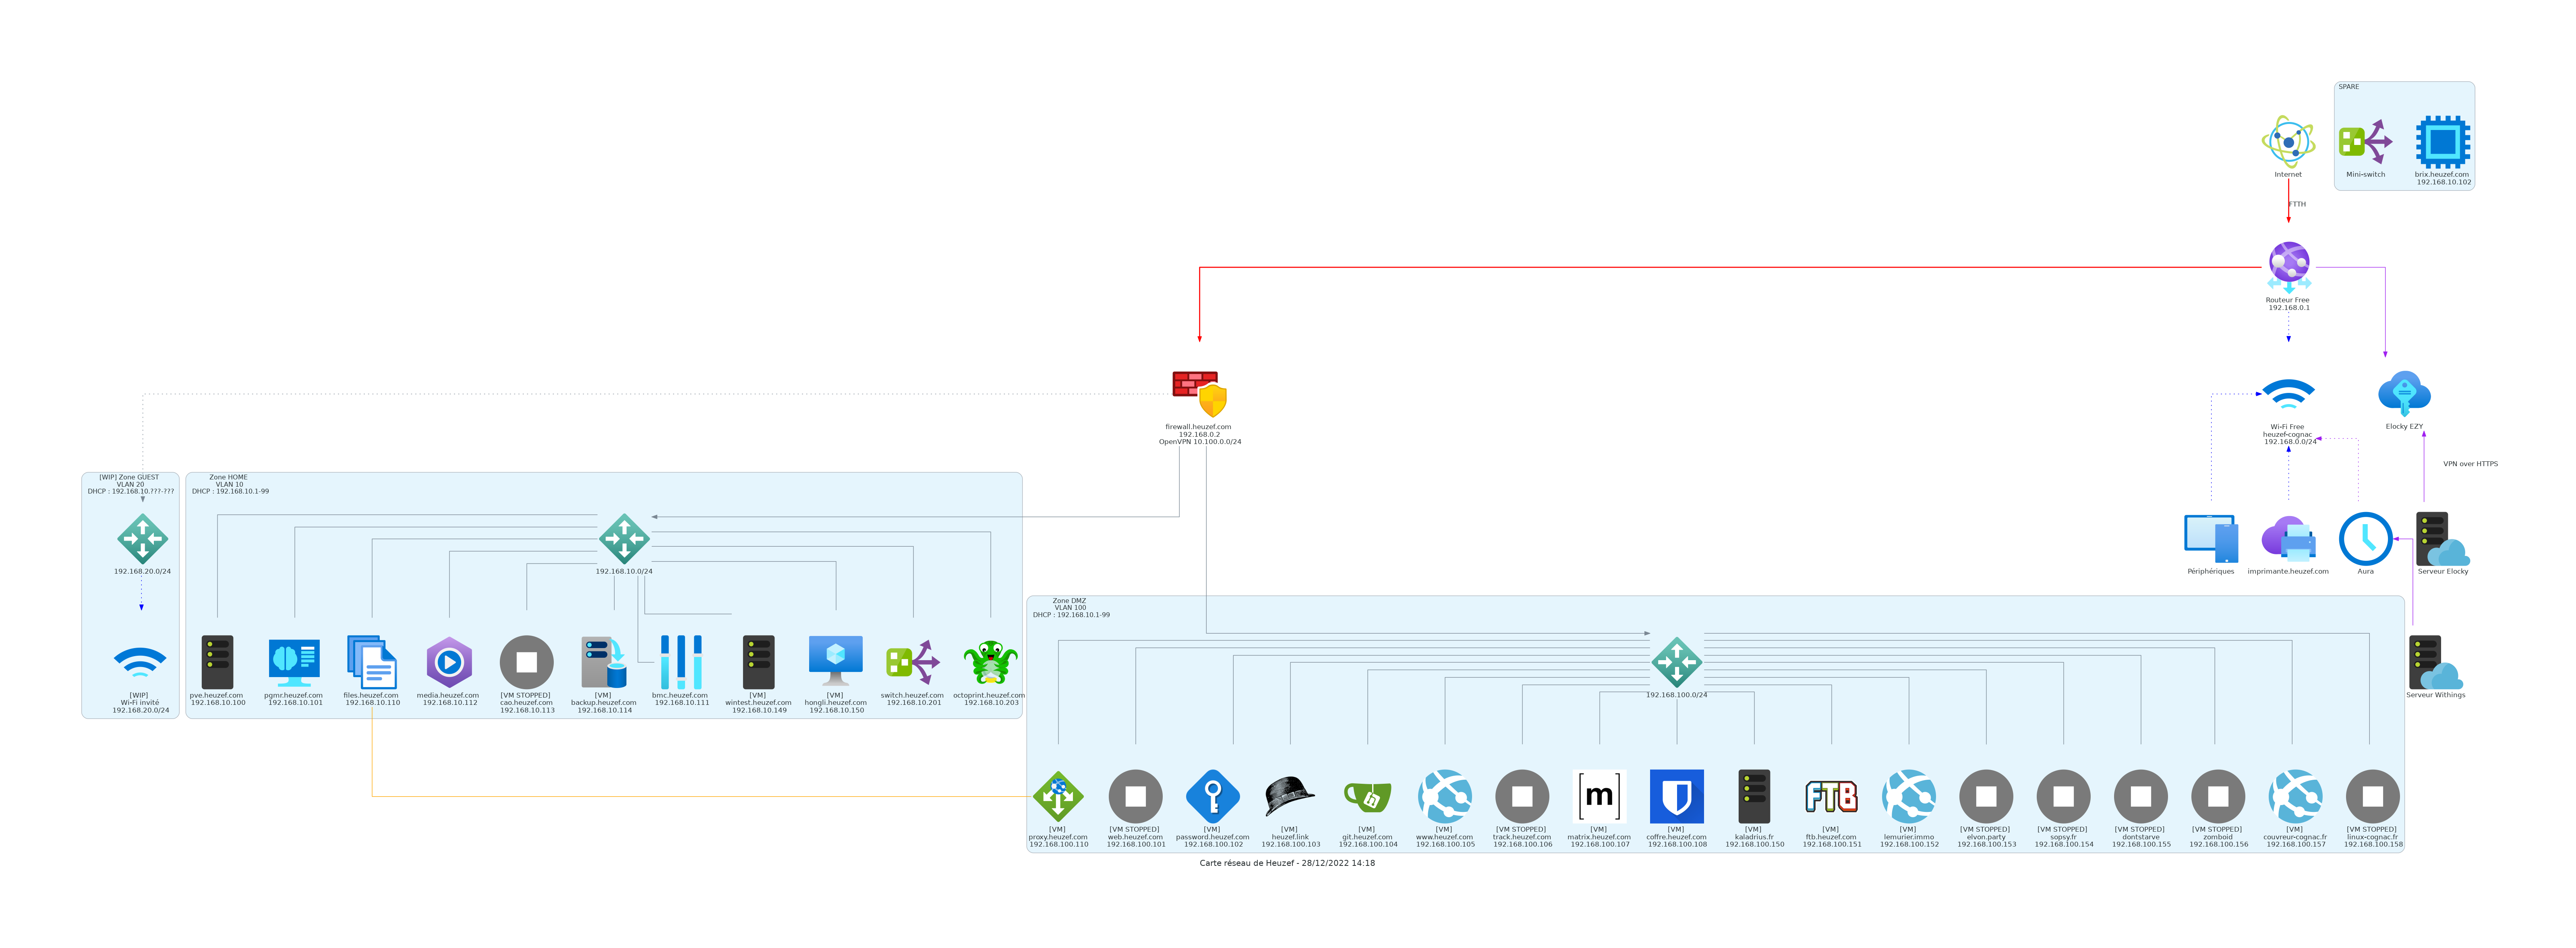 SPARE
Internet
Mini-switch
brix.heuzef.com
192.168.10.102
FTTH
Routeur Free
192.168.0.1
firewall.heuzef.com
192.168.0.2
OpenVPN 10.100.0.0/24
Wi-Fi Free
heuzef-cognac
192.168.0.0/24
Elocky EZY
VPN over HTTPS
[WIP] Zone GUEST
VLAN 20
DHCP : 192.168.10.???-???
Zone HOME
VLAN 10
DHCP : 192.168.10.1-99
192.168.20.0/24
192.168.10.0/24
Périphériques
imprimante.heuzef.com
Aura
Serveur Elocky
Zone DMZ
VLAN 100
DHCP : 192.168.10.1-99
[WIP]
Wi-Fi invité
192.168.20.0/24
pve.heuzef.com
192.168.10.100
pgmr.heuzef.com
192.168.10.101
files.heuzef.com
192.168.10.110
media.heuzef.com
192.168.10.112
[VM STOPPED]
cao.heuzef.com
192.168.10.113
[VM]
backup.heuzef.com
192.168.10.114
bmc.heuzef.com
192.168.10.111
[VM]
wintest.heuzef.com
192.168.10.149
[VM]
hongli.heuzef.com
192.168.10.150
switch.heuzef.com
192.168.10.201
octoprint.heuzef.com
192.168.10.203
192.168.100.0/24
Serveur Withings
[VM]
proxy.heuzef.com
192.168.100.110
[VM STOPPED]
web.heuzef.com
192.168.100.101
[VM]
password.heuzef.com
192.168.100.102
[VM]
heuzef.link
192.168.100.103
[VM]
git.heuzef.com
192.168.100.104
[VM]
www.heuzef.com
192.168.100.105
[VM STOPPED]
track.heuzef.com
192.168.100.106
[m]
[VM]
matrix.heuzef.com
192.168.100.107
[VM]
coffre.heuzef.com
192.168.100.108
[VM]
kaladrius.fr
192.168.100.150
FTB
[VM]
ftb.heuzef.com
192.168.100.151
[VM]
lemurier.immo
192.168.100.152
[VM STOPPED]
elvon.party
192.168.100.153
[VM STOPPED]
sopsy.fr
192.168.100.154
[VM STOPPED]
dontstarve
192.168.100.155
[VM STOPPED]
zomboid
192.168.100.156
[VM]
couvreur-cognac.fr
192.168.100.157
[VM STOPPED]
linux-cognac.fr
192.168.100.158
Carte réseau de Heuzef - 28/12/2022 14:18